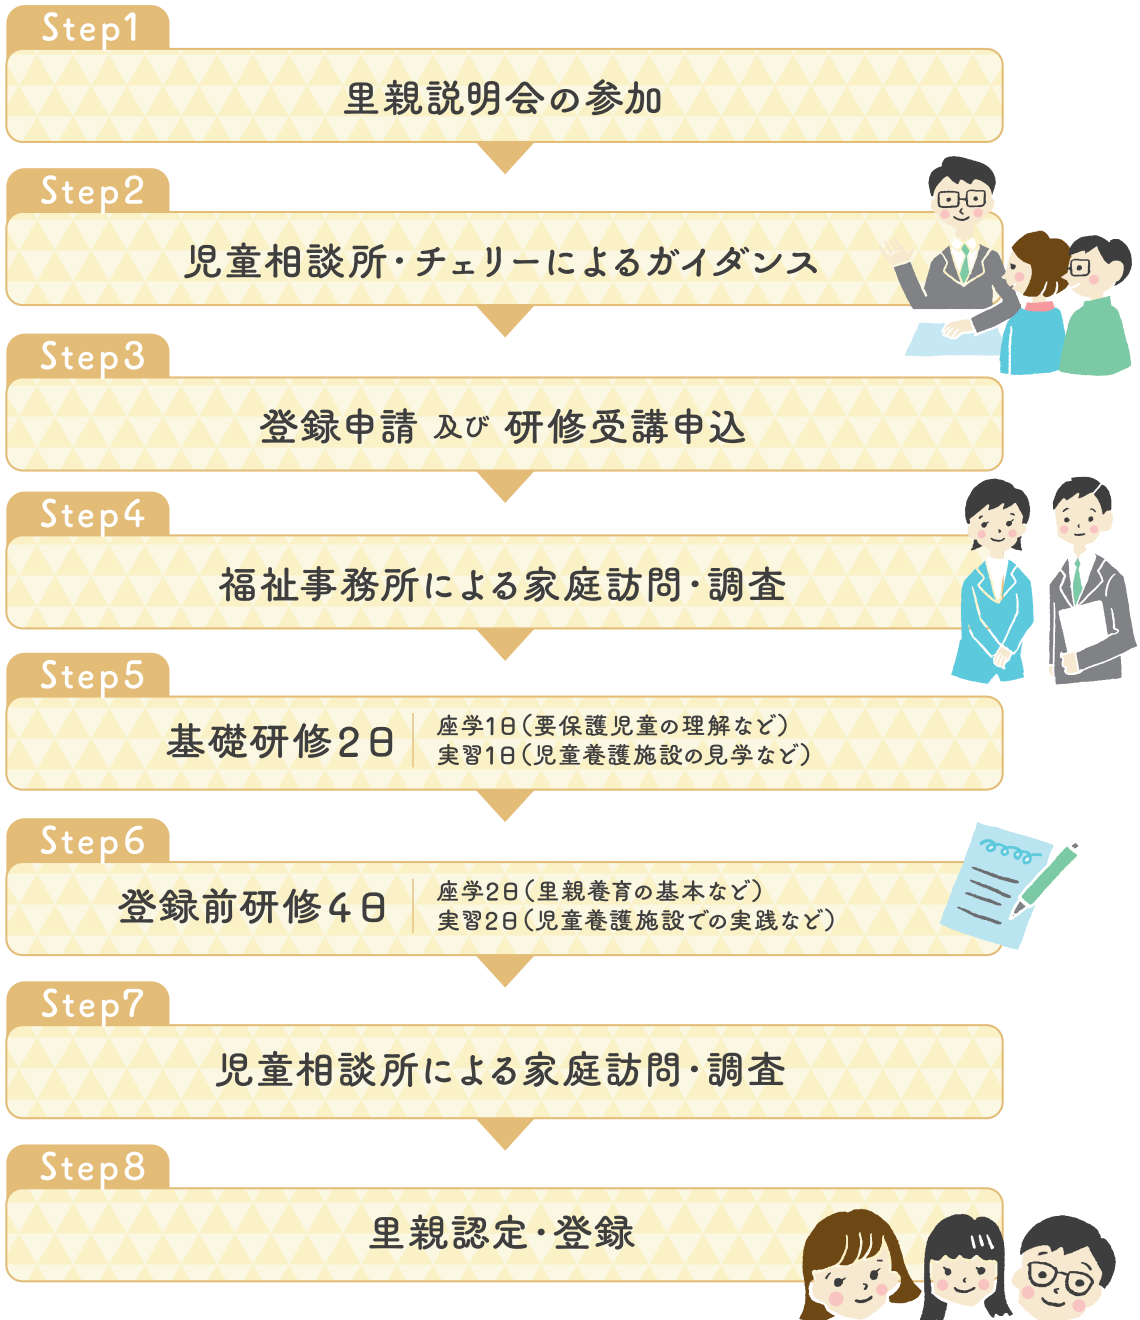 Step1
里親説明会の参加
Step2
児童相談所・チェリーによるガイダンス
Step3
登録申請 及び 研修受講申込
Step4
福祉事務所による家庭訪問・調査
Step5
基礎研修2日
座学1日(要保護児童の理解など)
実習1日(児童養護施設の見学など)
Step6
登録前研修4日
座学2日(里親養育の基本など)
実習2日(児童養護施設での実践など)
Step7
児童相談所による家庭訪問・調査
Step8
里親認定・登録